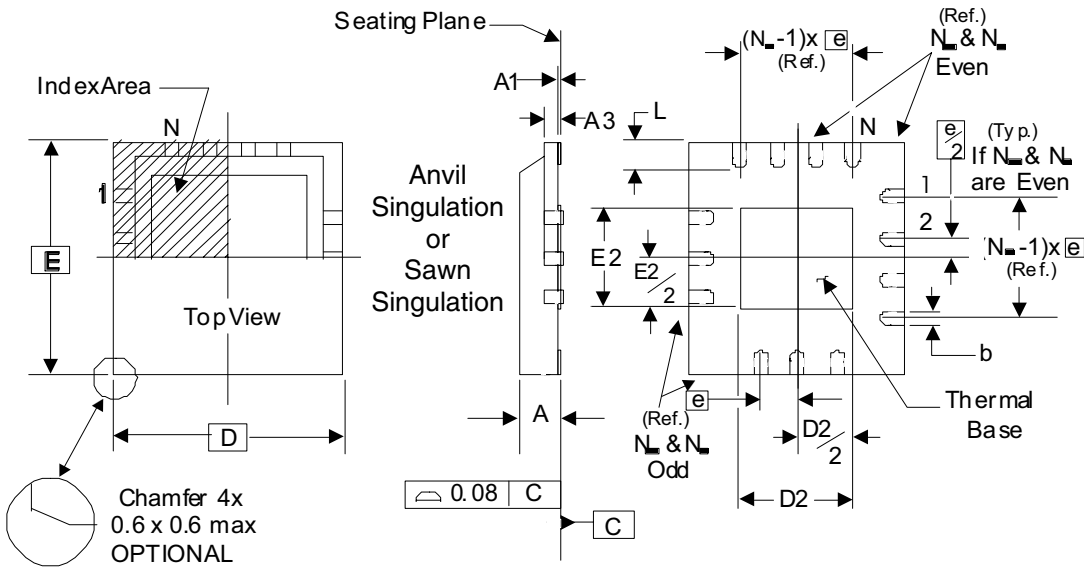 Seating Plane
IndexArea
N
1
E
TopView
D
Chamfer 4x
0.6 x 0.6 max
OPTIONAL
A1
A3
L
Anvil
Singulation
or
Sawn
Singulation
A
0.08 C
C
(N -1)x e
(Ref.)
(Ref.)
N & N
Even
N
e/2
(Typ.)
If N & N
are Even
1
2
(N -1)x e
(Ref.)
E2
E2/2
b
e
(Ref.)
N & N
Odd
D2/2
D2
Thermal
Base